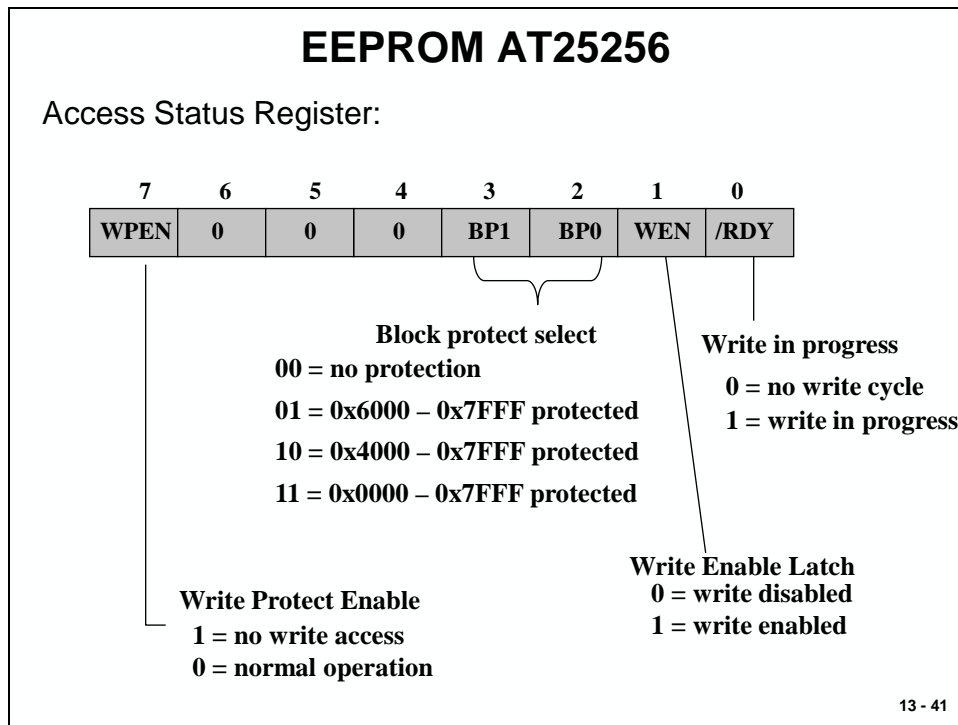 EEPROM AT25256
Access Status Register:
7 6 5 4 3 2 1 0
WPEN 0 0 0 BP1 BP0 WEN /RDY
Block protect select
00 = no protection
01 = 0x6000 – 0x7FFF protected
10 = 0x4000 – 0x7FFF protected
11 = 0x0000 – 0x7FFF protected
Write in progress
0 = no write cycle
1 = write in progress
Write Enable Latch
0 = write disabled
1 = write enabled
Write Protect Enable
1 = no write access
0 = normal operation
13 - 41